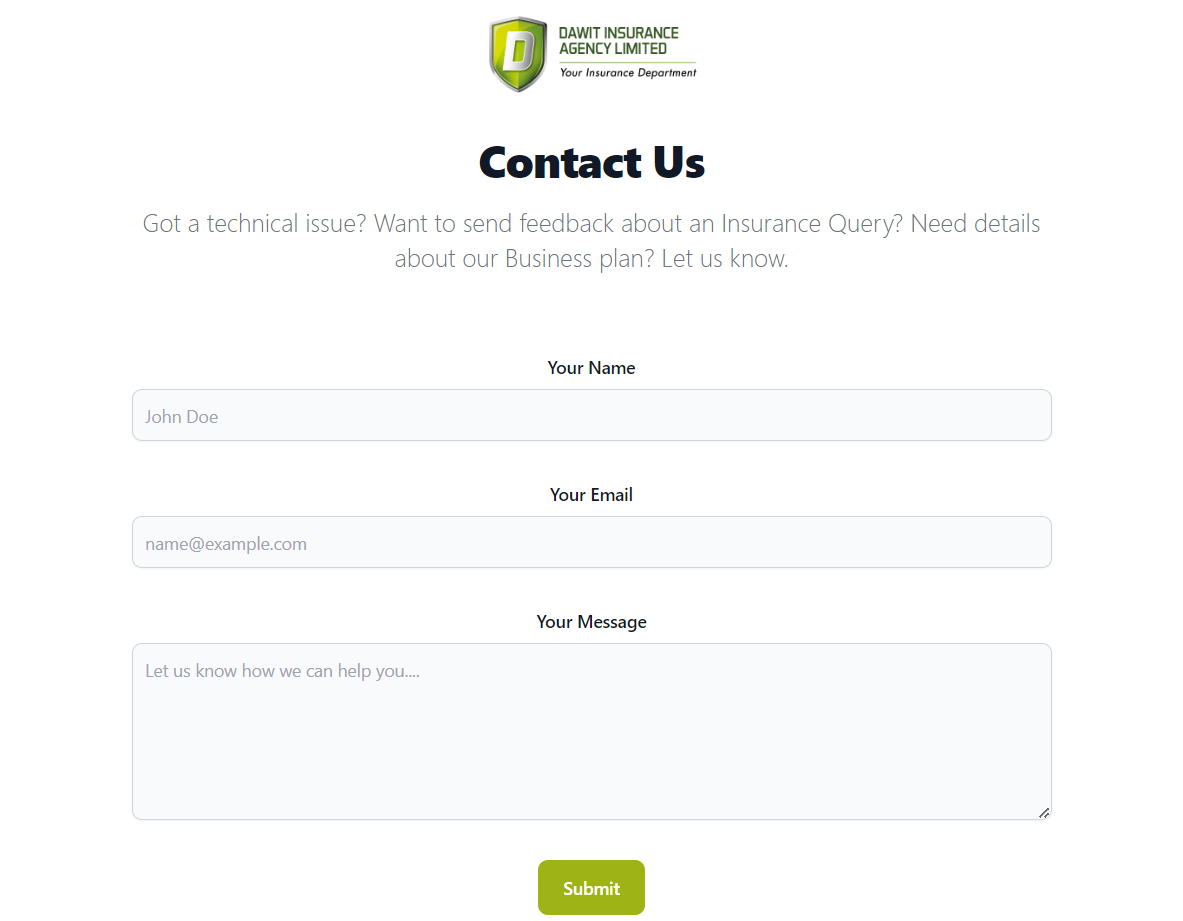 D
DAWIT INSURANCE
AGENCY LIMITED
Your Insurance Department
Contact Us
Got a technical issue? Want to send feedback about an Insurance Query? Need details
about our Business plan? Let us know.
Your Name
John Doe
Your Email
name@example.com
Your Message
Let us know how we can help you....
Submit